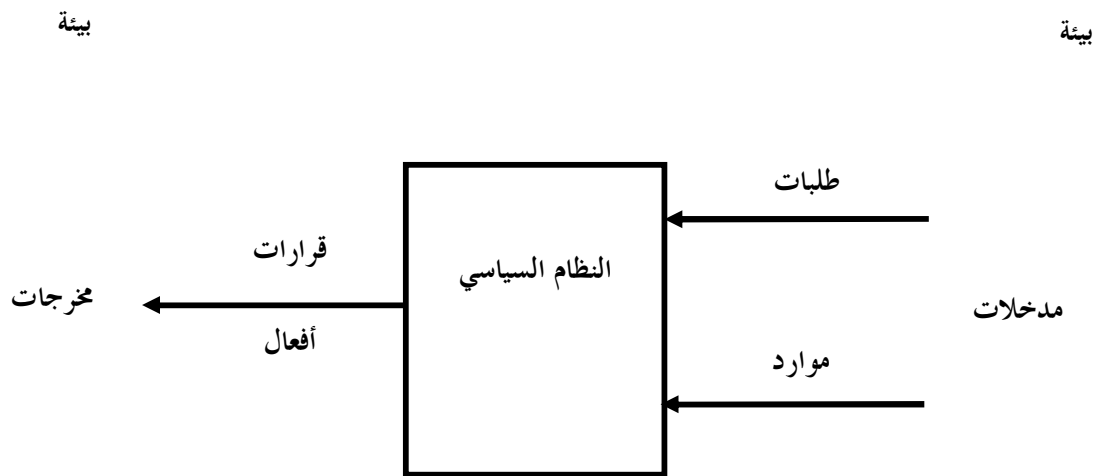 بيئة
بيئة
طلبات
قرارات
النظام السياسي
مدخلات
مخرجات
أفعال
موارد